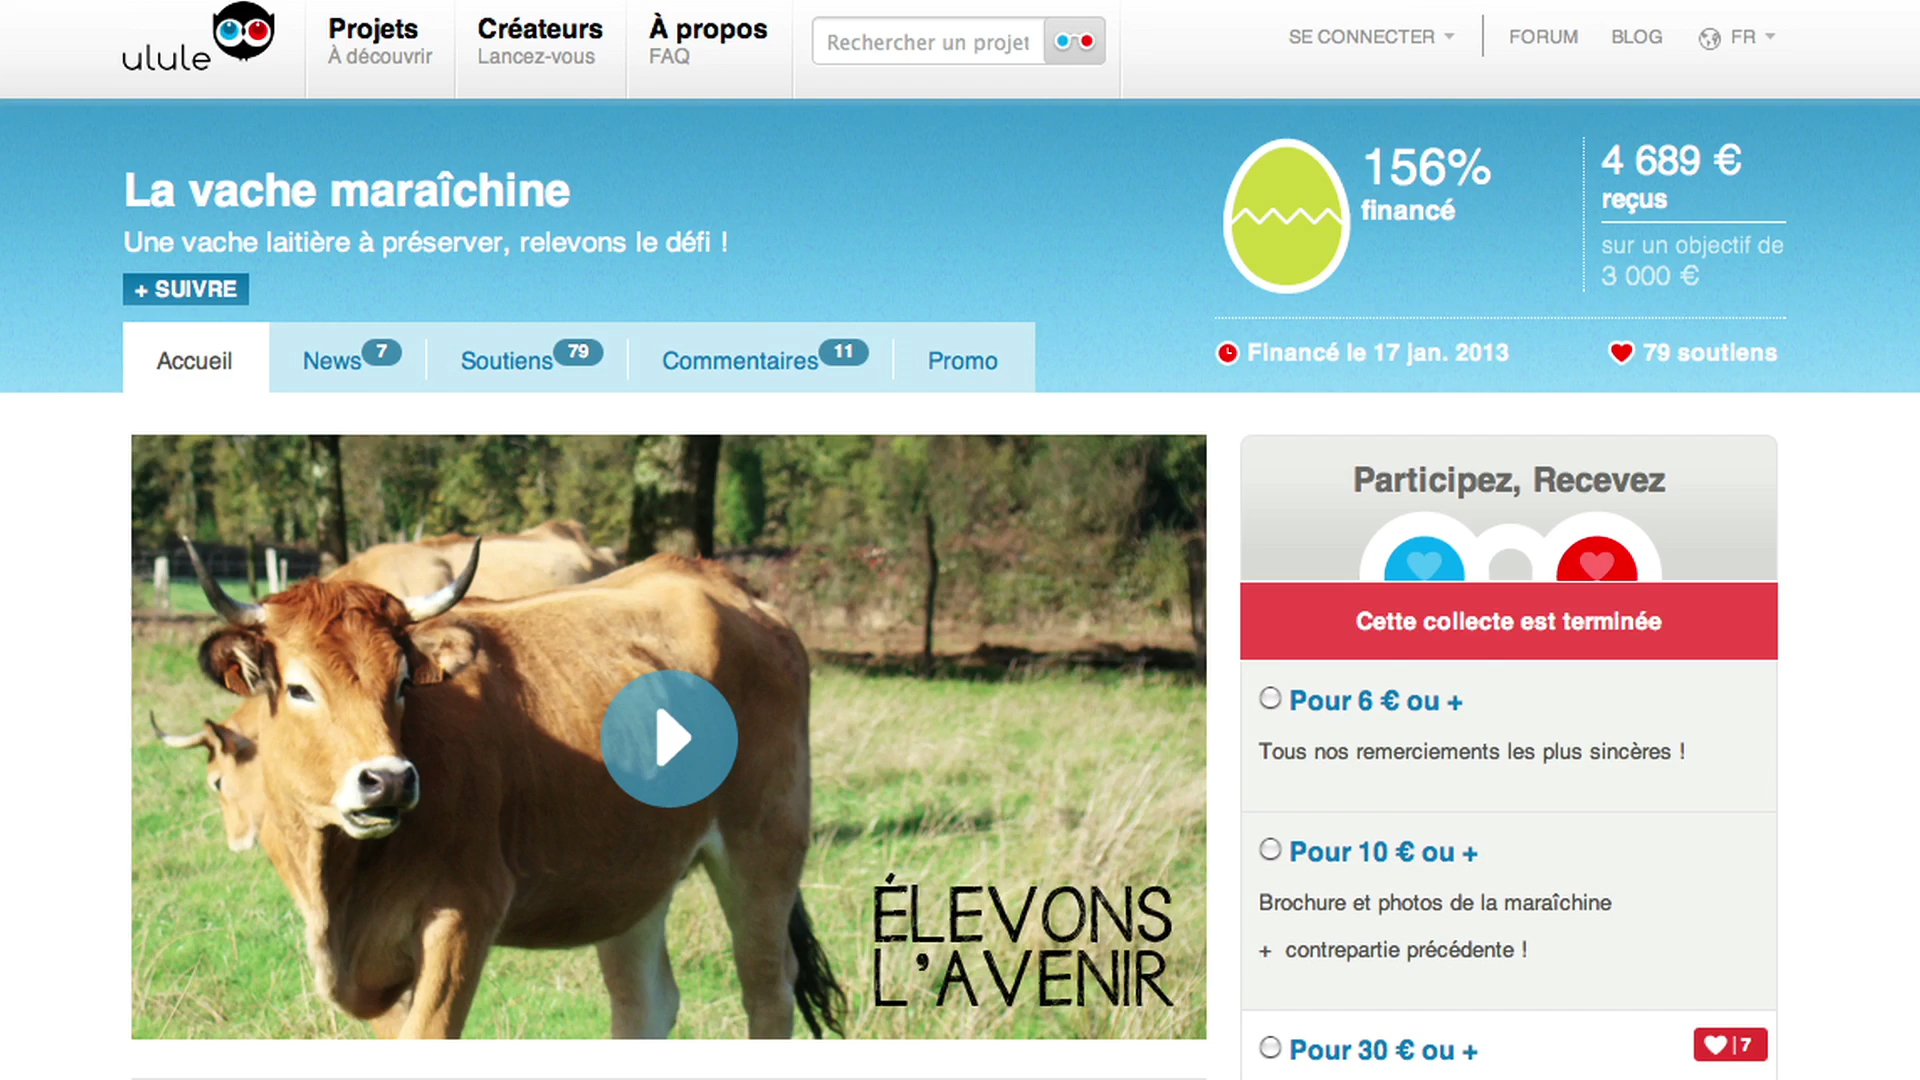 ulule
Projets
À découvrir
Créateurs
Lancez-vous
À propos
FAQ
Rechercher un projet
SE CONNECTER
FORUM
BLOG
FR
La vache maraîchine
Une vache laitière à préserver, relevons le défi !
+ SUIVRE
156%
financé
4 689 €
reçus
sur un objectif de
3 000 €
Financé le 17 jan. 2013
79 soutiens
Accueil
News 7
Soutiens 79
Commentaires 11
Promo
ÉLEVONS
L'AVENIR
Participez, Recevez
Cette collecte est terminée
Pour 6 € ou +
Tous nos remerciements les plus sincères !
Pour 10 € ou +
Brochure et photos de la maraîchine
+ contrepartie précédente !
Pour 30 € ou +
7